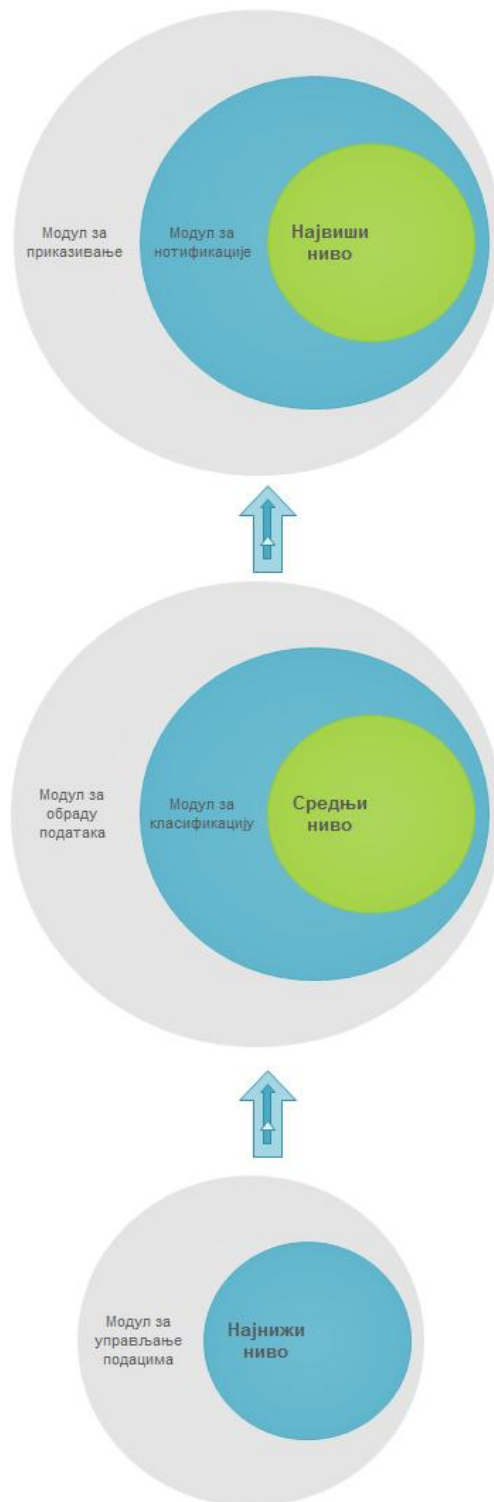 Модул за
приказивање
Модул за
нотификације
Највиши
ниво
Модул за
обраду
података
Модул за
класификацију
Средњи
ниво
Модул за
управљање
подацима
Најнижи
ниво